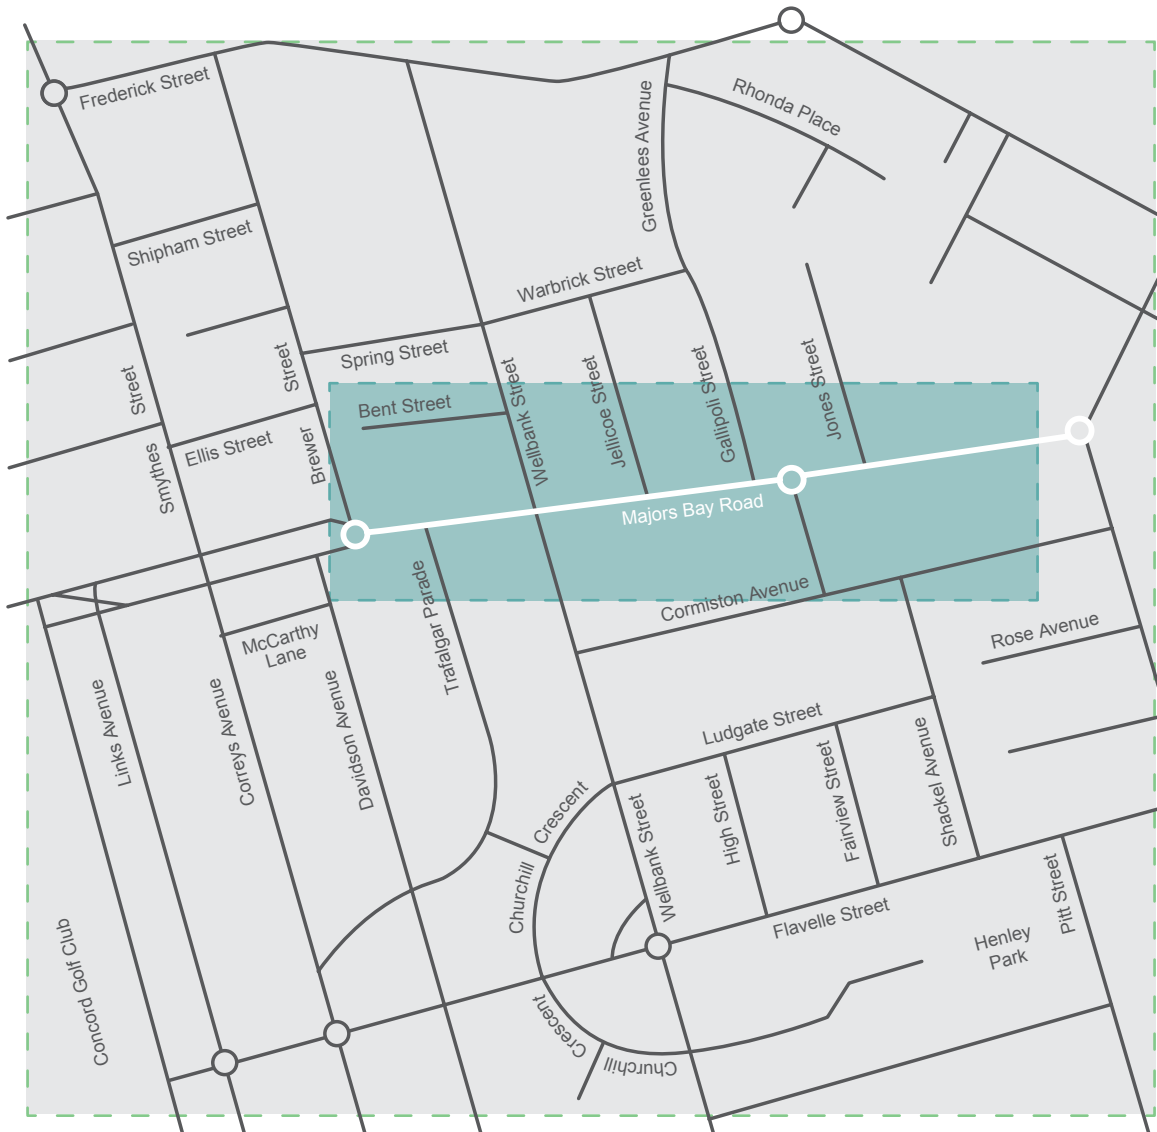 Frederick Street
Rhonda Place
Greenlees Avenue
Shipham Street
Warbrick Street
Spring Street
Street
Street
Bent Street
Wellbank Street
Jellicoe Street
Gallipoli Street
Jones Street
Ellis Street
Brewer
Smythes
Majors Bay Road
Trafalgar Parade
Cormiston Avenue
McCarthy
Lane
Rose Avenue
Links Avenue
Correys Avenue
Davidson Avenue
Ludgate Street
Crescent
Churchill
Wellbank Street
High Street
Fairview Street
Shackel Avenue
Pitt Street
Flavelle Street
Henley
Park
Concord Golf Club
Crescent
Churchill